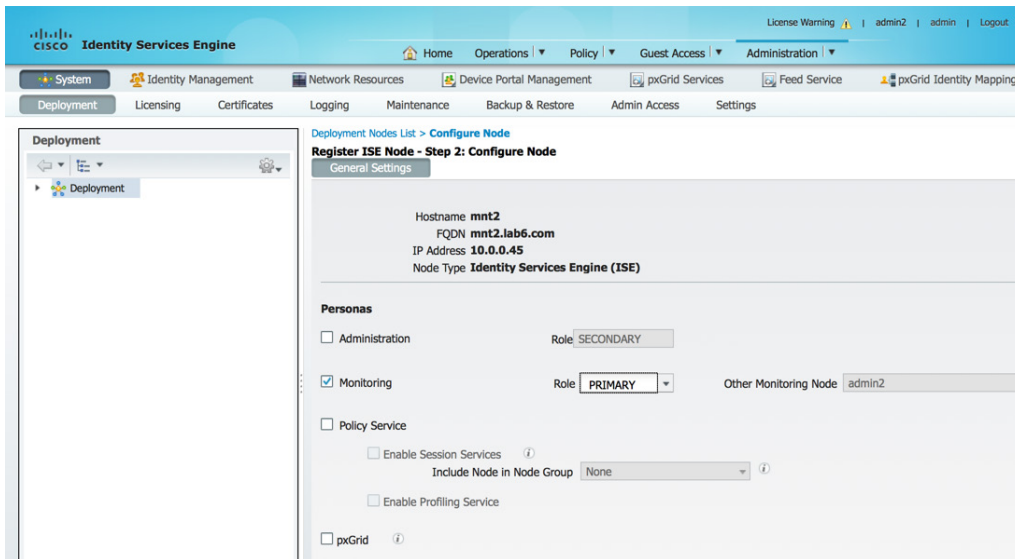 License Warning | admin2 | admin | Logout
CISCO Identity Services Engine
Home Operations | Policy | Guest Access | Administration |
System Identity Management Network Resources Device Portal Management pxGrid Services Feed Service pxGrid Identity Mapping
Deployment Licensing Certificates Logging Maintenance Backup & Restore Admin Access Settings
Deployment
Deployment
Deployment Nodes List > Configure Node
Register ISE Node - Step 2: Configure Node
General Settings
Hostname mnt2
FQDN mnt2.lab6.com
IP Address 10.0.0.45
Node Type Identity Services Engine (ISE)
Personas
Administration Role SECONDARY
Monitoring Role PRIMARY Other Monitoring Node admin2
Policy Service
Enable Session Services i
Include Node in Node Group None i
Enable Profiling Service
pxGrid i